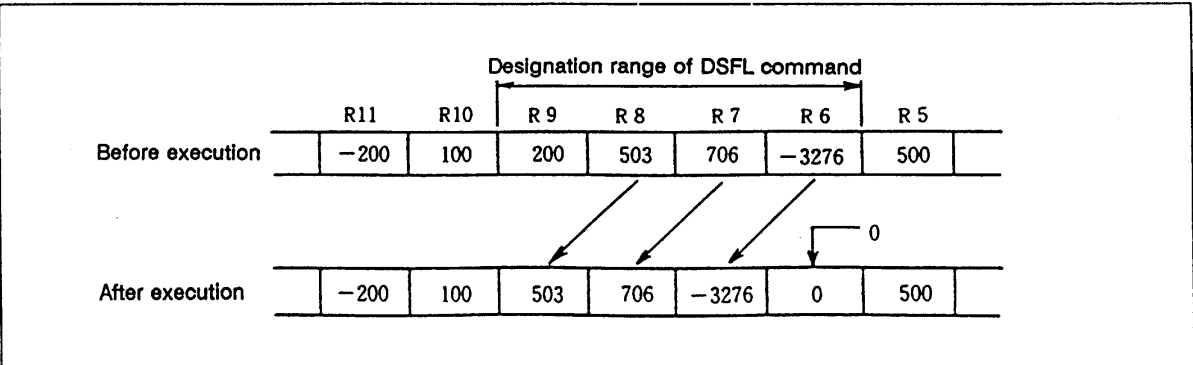 Designation range of DSFL command
R11 R10 R 9 R 8 R 7 R 6 R 5
Before execution -200 100 200 503 706 -3276 500
0
After execution -200 100 503 706 -3276 0 500